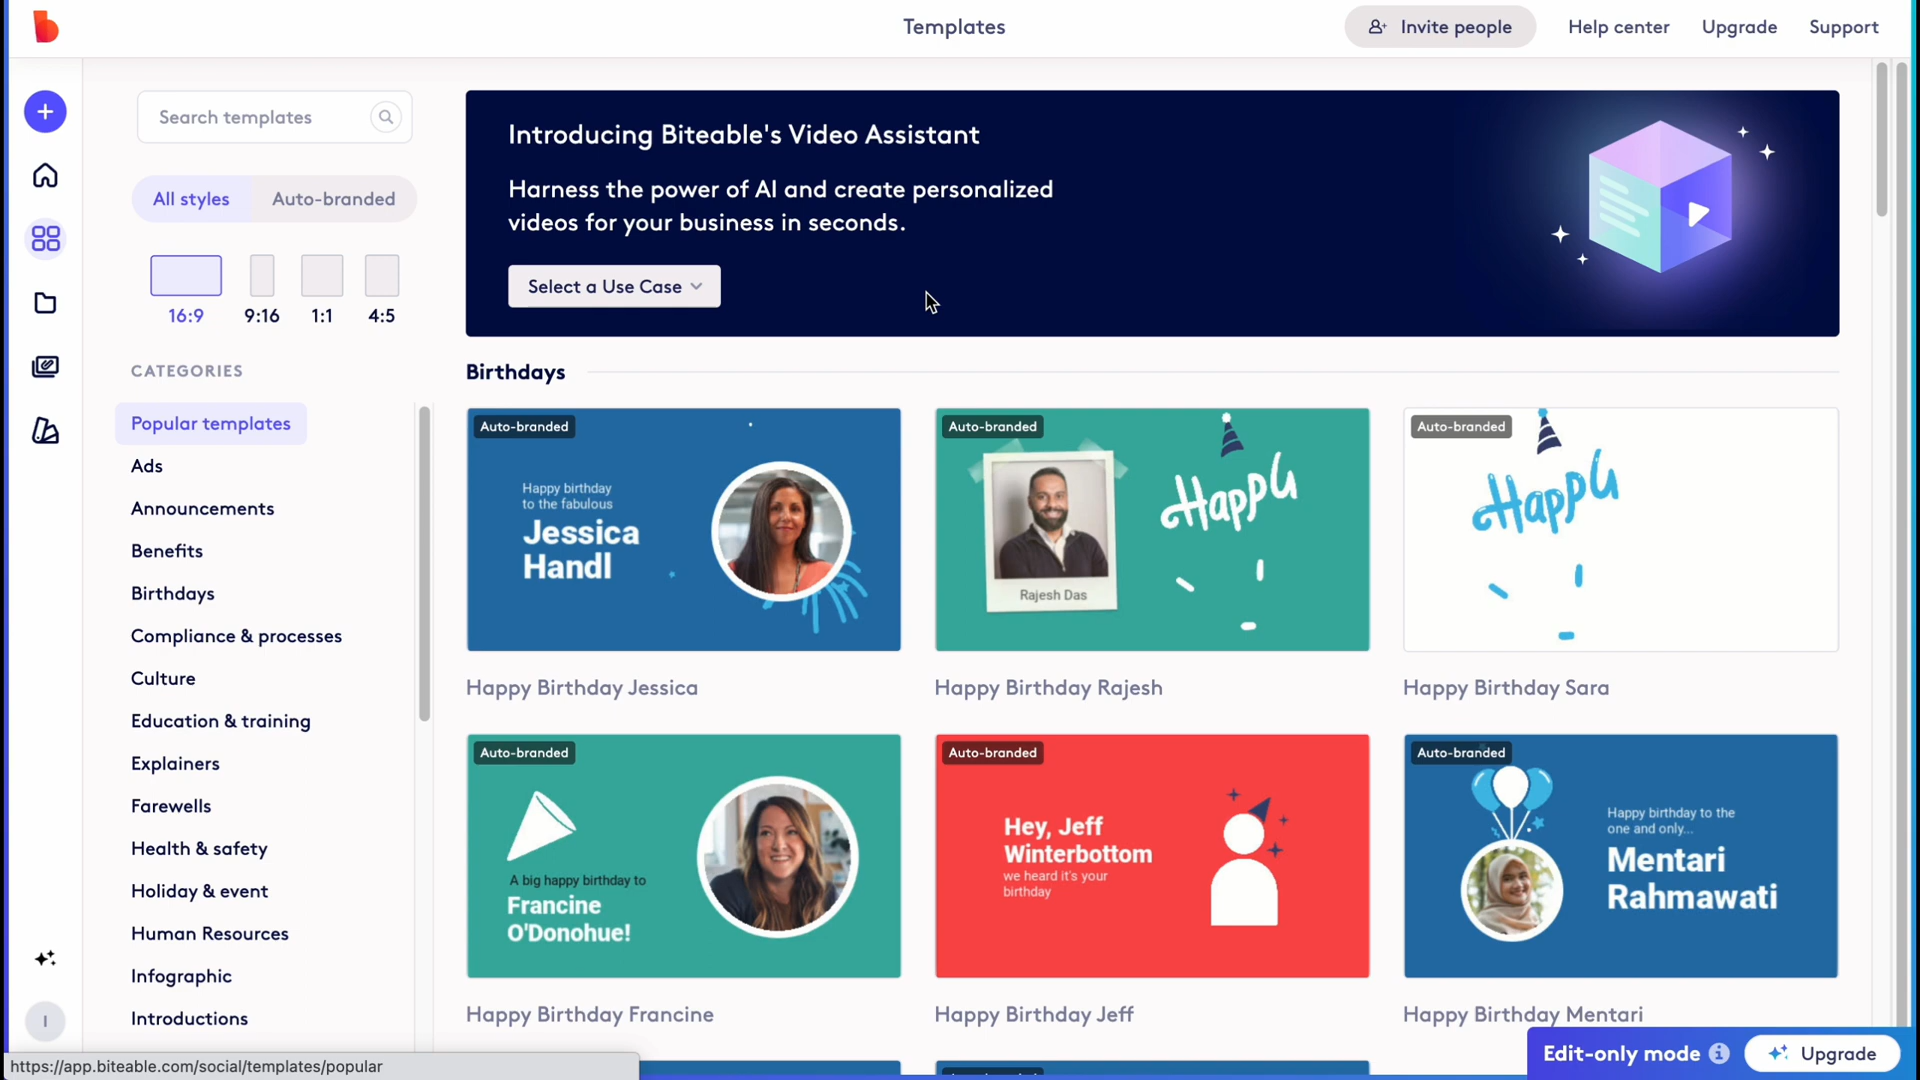 Templates
Invite people
Help center
Upgrade
Support
Search templates
All styles
Auto-branded
16:9
9:16
1:1
4:5
CATEGORIES
Popular templates
Ads
Announcements
Benefits
Birthdays
Compliance & processes
Culture
Education & training
Explainers
Farewells
Health & safety
Holiday & event
Human Resources
Infographic
Introductions
Introducing Biteable's Video Assistant
Harness the power of AI and create personalized
videos for your business in seconds.
Select a Use Case
Birthdays
Auto-branded
Happy birthday
to the fabulous
Jessica
Handl
Happy Birthday Jessica
Auto-branded
Rajesh Das
Happy Birthday Rajesh
Auto-branded
Happy Birthday Sara
Auto-branded
A big happy birthday to
Francine
O'Donohue!
Happy Birthday Francine
Auto-branded
Hey, Jeff
Winterbottom
we heard it's your
birthday
Happy Birthday Jeff
Auto-branded
Happy birthday to the
one and only...
Mentari
Rahmawati
Happy Birthday Mentari
I
Edit-only mode
Upgrade
https://app.biteable.com/social/templates/popular